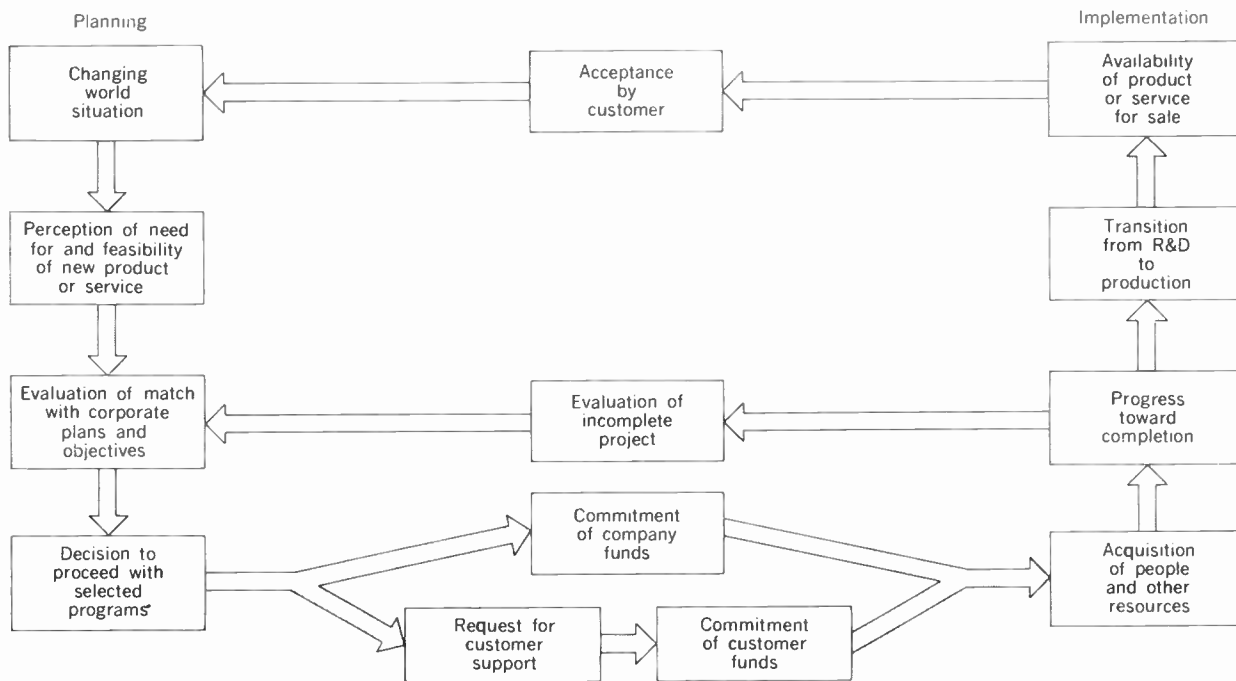 Planning
Implementation
Changing
world
situation
Acceptance
by
customer
Availability
of product
or service
for sale
Perception of need
for and feasibility
of new product
or service
Transition
from R&D
to
production
Evaluation of match
with corporate
plans and
objectives
Evaluation of
incomplete
project
Progress
toward
completion
Decision to
proceed with
selected
programs
Commitment
of company
funds
Request for
customer
support
Commitment
of customer
funds
Acquisition
of people
and other
resources